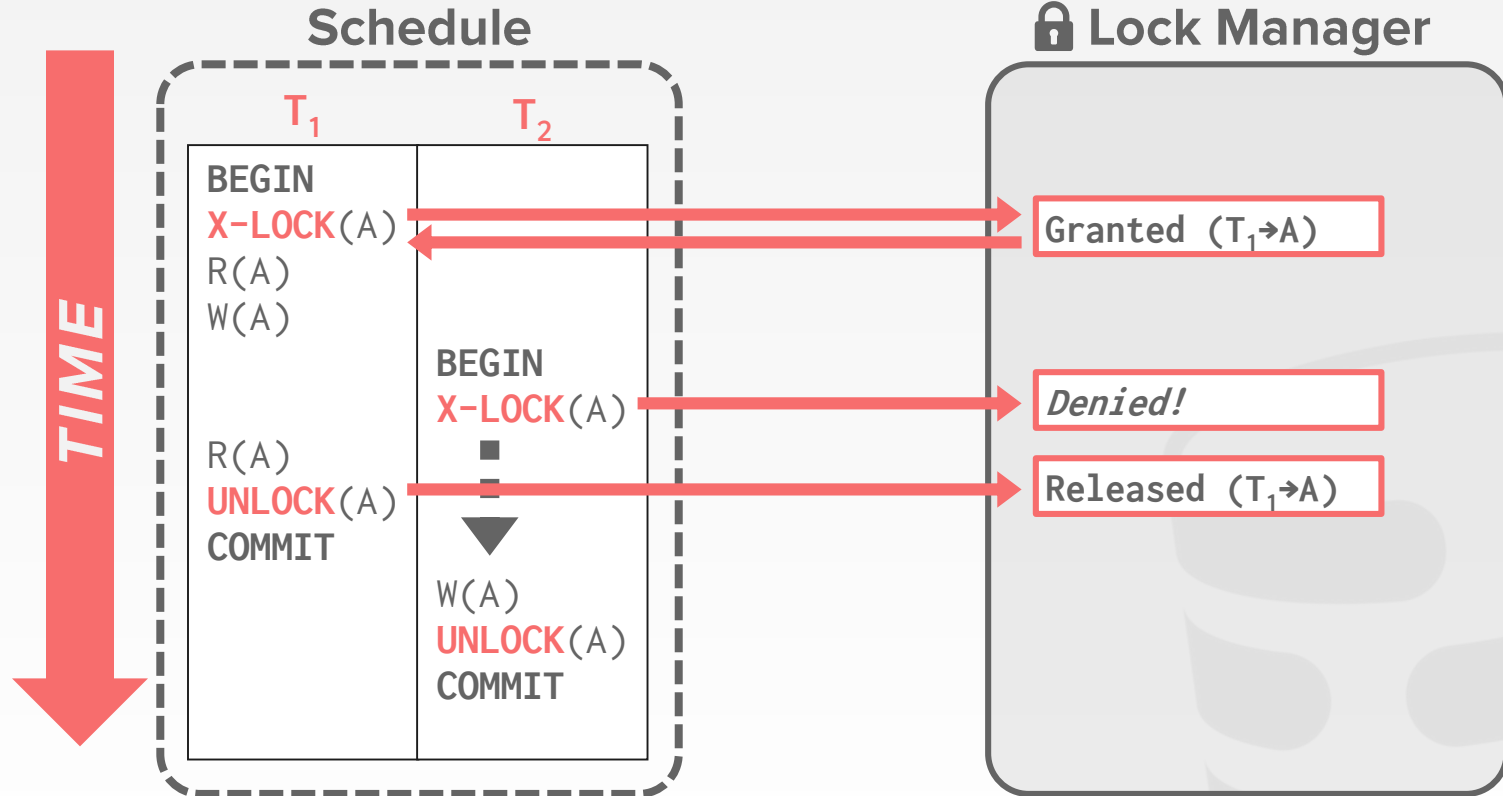 Schedule
Lock Manager
TIME
T₁
T₂
BEGIN
X-LOCK(A)
R(A)
W(A)
BEGIN
X-LOCK(A)
R(A)
UNLOCK(A)
COMMIT
W(A)
UNLOCK(A)
COMMIT
Granted (T₁→A)
Denied!
Released (T₁→A)